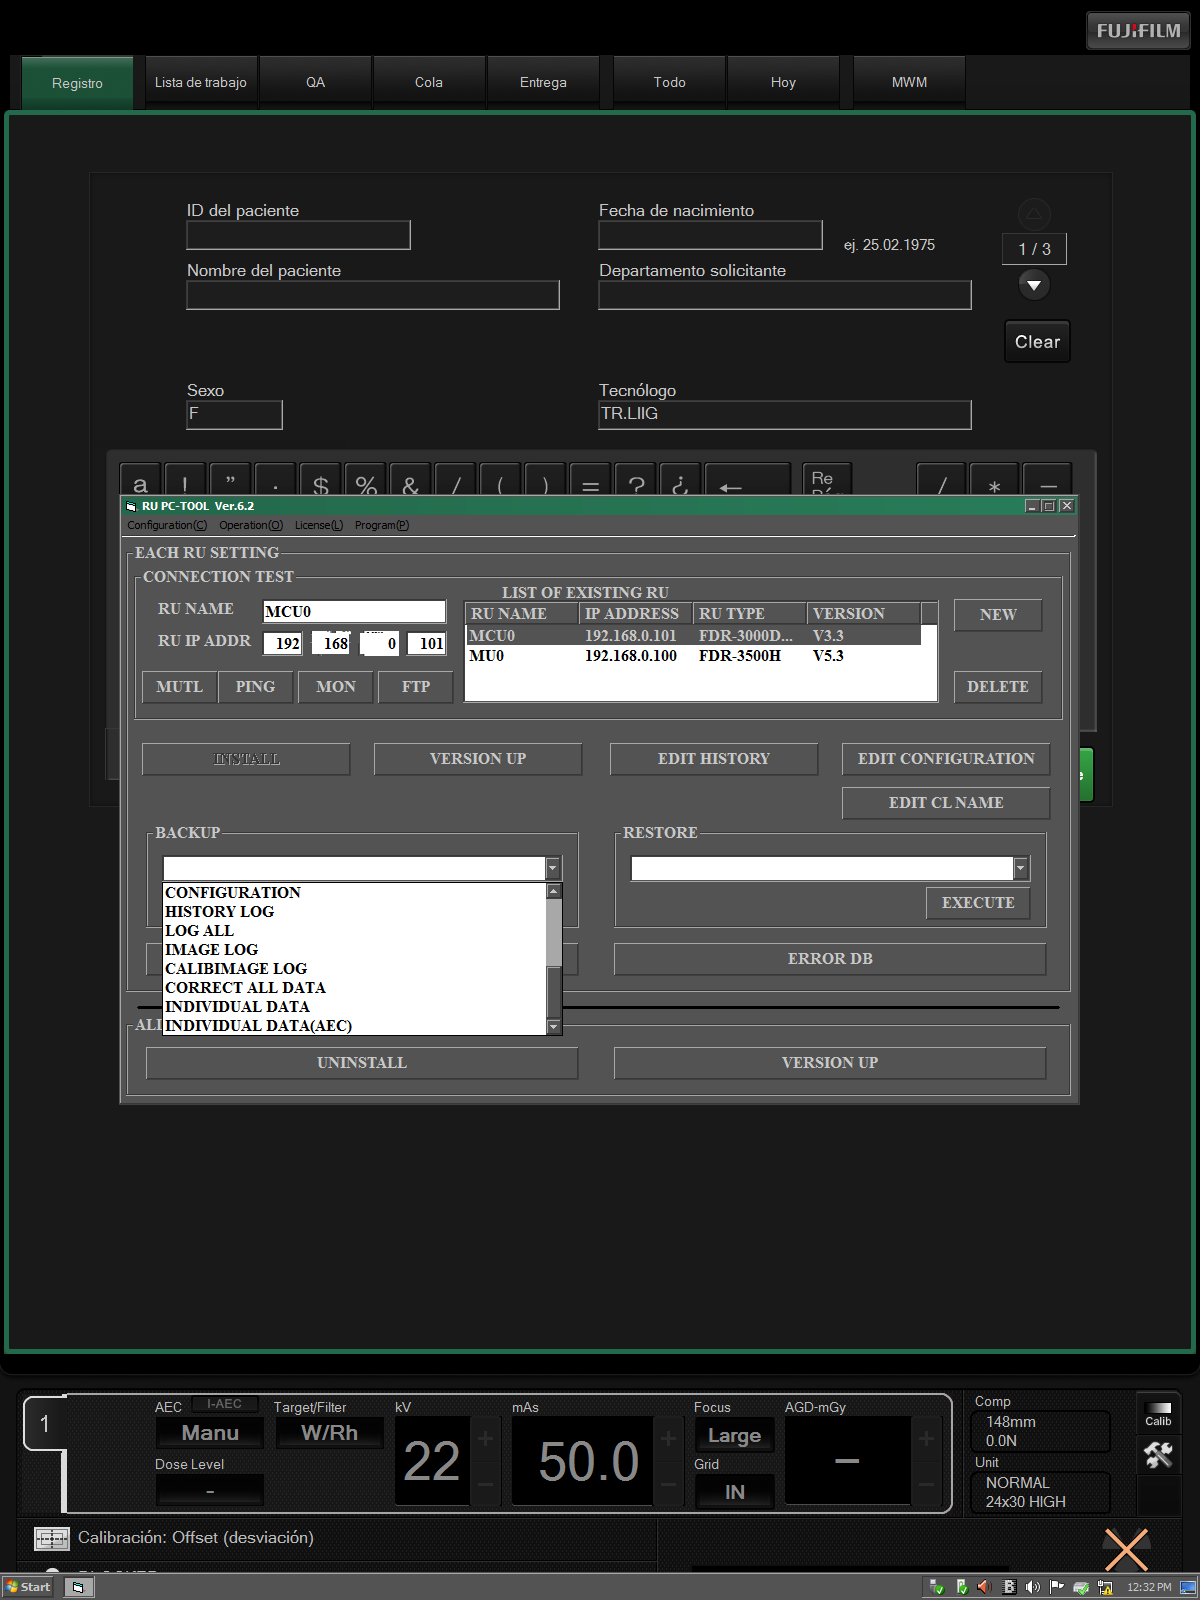 FUJIFILM
Registro
Lista de trabajo
QA
Cola
Entrega
Todo
Hoy
MWM
ID del paciente
Fecha de nacimiento
ej. 25.02.1975
1 / 3
Nombre del paciente
Departamento solicitante
Clear
Sexo
Tecnólogo
F
TR.LIIG
a ! " . $ % & / ( ) = ? ¿ ← Re / * −
RU PC-TOOL Ver.6.2
Configuration(C) Operation(O) License(L) Program(P)
EACH RU SETTING
CONNECTION TEST
RU NAME MCU0
RU IP ADDR 192 168 0 101
MUTL PING MON FTP
LIST OF EXISTING RU
RU NAME IP ADDRESS RU TYPE VERSION
MCU0 192.168.0.101 FDR-3000D... V3.3
MU0 192.168.0.100 FDR-3500H V5.3
NEW
DELETE
INSTALL
VERSION UP
EDIT HISTORY
EDIT CONFIGURATION
EDIT CL NAME
BACKUP
CONFIGURATION
HISTORY LOG
LOG ALL
IMAGE LOG
CALIBIMAGE LOG
CORRECT ALL DATA
INDIVIDUAL DATA
INDIVIDUAL DATA(AEC)
RESTORE
EXECUTE
ERROR DB
UNINSTALL
VERSION UP
1
AEC I-AEC
Manu
Dose Level
-
Target/Filter
W/Rh
kV
22
mAs
50.0
Focus
Large
Grid
IN
AGD-mGy
−
Comp
148mm
0.0N
Unit
NORMAL
24x30 HIGH
Calib
Calibración: Offset (desviación)
Start
12:32 PM